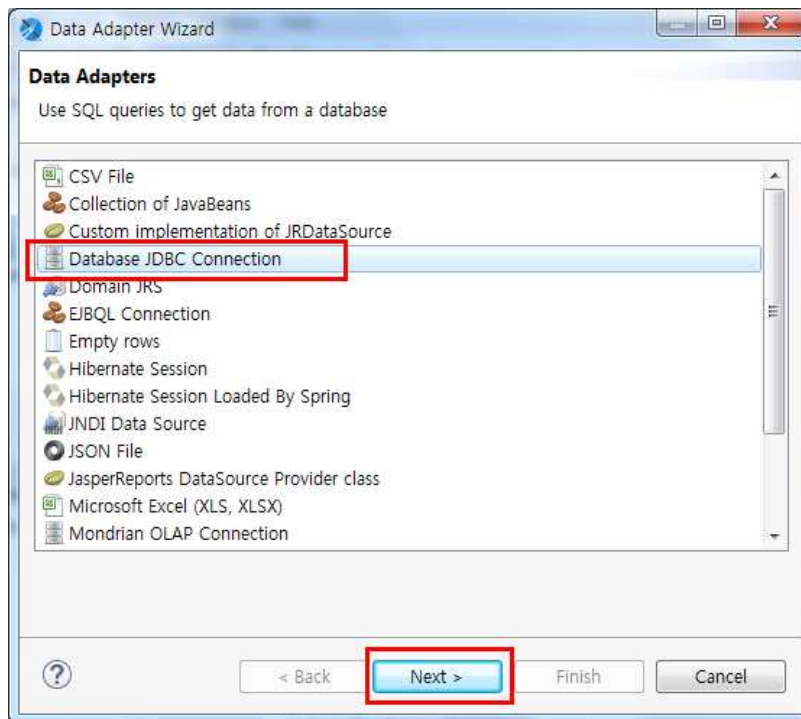 Data Adapter Wizard
Data Adapters
Use SQL queries to get data from a database
CSV File
Collection of JavaBeans
Custom implementation of JRDataSource
Database JDBC Connection
Domain JRS
EJBQL Connection
Empty rows
Hibernate Session
Hibernate Session Loaded By Spring
JNDI Data Source
JSON File
JasperReports DataSource Provider class
Microsoft Excel (XLS, XLSX)
Mondrian OLAP Connection
< Back Next > Finish Cancel